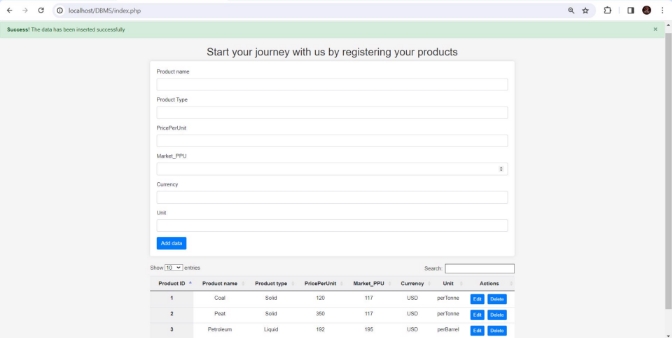 localhost/DBMS/index.php
Success! The data has been inserted successfully
×
Start your journey with us by registering your products
Product name
Product Type
PricePerUnit
Market_PPU
Currency
Unit
Add data
Show 10 entries Search:
Product ID Product name Product type PricePerUnit Market_PPU Currency Unit Actions
1 Coal Solid 120 117 USD perTonne Edit Delete
2 Peat Solid 350 117 USD perTonne Edit Delete
3 Petroleum Liquid 192 195 USD perBarrel Edit Delete